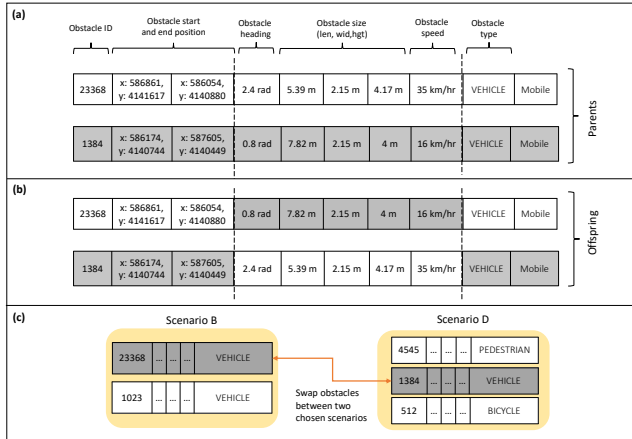 (a)
Obstacle ID
Obstacle start
and end position
Obstacle
heading
Obstacle size
(len, wid,hgt)
Obstacle
speed
Obstacle
type
23368
x: 586861,
y: 4141617
x: 586054,
y: 4140880
2.4 rad
5.39 m
2.15 m
4.17 m
35 km/hr
VEHICLE
Mobile
1384
x: 586174,
y: 4140744
x: 587605,
y: 4140449
0.8 rad
7.82 m
2.15 m
4 m
16 km/hr
VEHICLE
Mobile
Parents
(b)
23368
x: 586861,
y: 4141617
x: 586054,
y: 4140880
0.8 rad
7.82 m
2.15 m
4 m
16 km/hr
VEHICLE
Mobile
1384
x: 586174,
y: 4140744
x: 587605,
y: 4140449
2.4 rad
5.39 m
2.15 m
4.17 m
35 km/hr
VEHICLE
Mobile
Offspring
(c)
Scenario B
23368 ... ... ... VEHICLE
1023 ... ... ... VEHICLE
Swap obstacles
between two
chosen scenarios
Scenario D
4545 ... ... ... PEDESTRIAN
1384 ... ... ... VEHICLE
512 ... ... ... BICYCLE